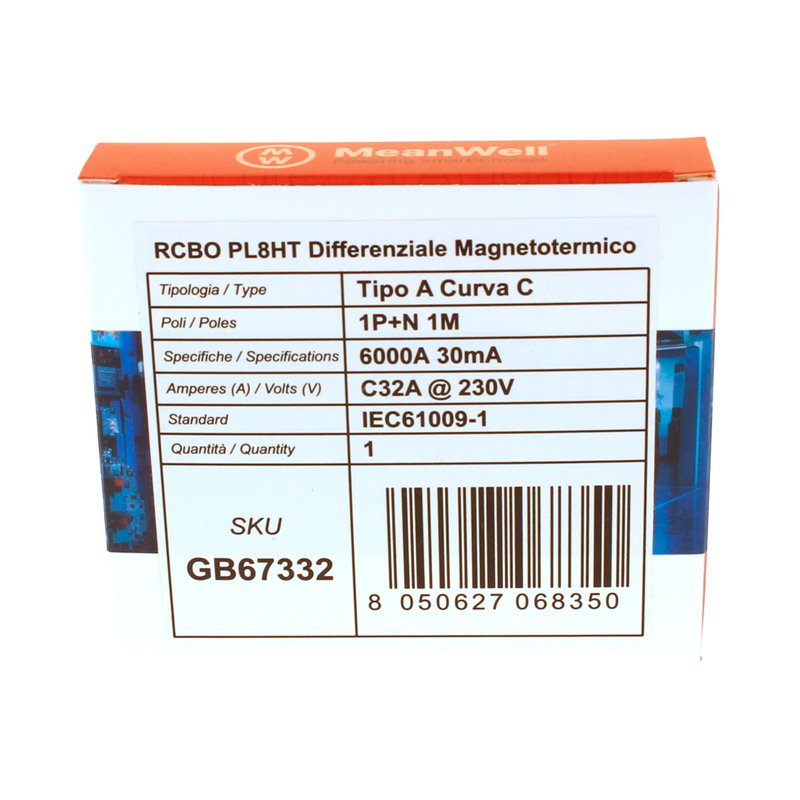 MW MeanWell
Powering Smart Choices
RCBO PL8HT Differenziale Magnetotermico
Tipologia / Type Tipo A Curva C
Poli / Poles 1P+N 1M
Specifiche / Specifications 6000A 30mA
Amperes (A) / Volts (V) C32A @ 230V
Standard IEC61009-1
Quantità / Quantity 1
SKU
GB67332
8 050627 068350